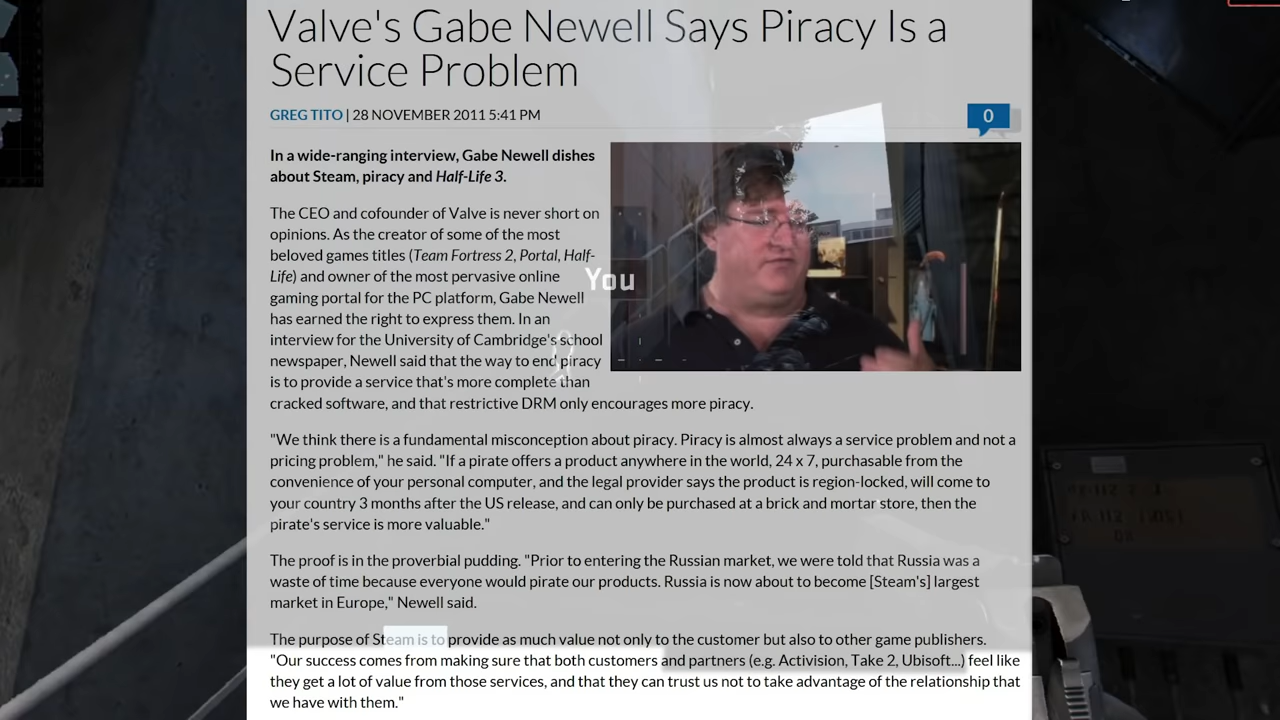 Valve's Gabe Newell Says Piracy Is a
Service Problem
GREG TITO | 28 NOVEMBER 2011 5:41 PM
0
In a wide-ranging interview, Gabe Newell dishes
about Steam, piracy and Half-Life 3.
The CEO and cofounder of Valve is never short on
opinions. As the creator of some of the most
beloved games titles (Team Fortress 2, Portal, Half-
Life) and owner of the most pervasive online
gaming portal for the PC platform, Gabe Newell
has earned the right to express them. In an
interview for the University of Cambridge's school
newspaper, Newell said that the way to end piracy
is to provide a service that's more complete than
cracked software, and that restrictive DRM only encourages more piracy.
You
"We think there is a fundamental misconception about piracy. Piracy is almost always a service problem and not a
pricing problem," he said. "If a pirate offers a product anywhere in the world, 24 x 7, purchasable from the
convenience of your personal computer, and the legal provider says the product is region-locked, will come to
your country 3 months after the US release, and can only be purchased at a brick and mortar store, then the
pirate's service is more valuable."
The proof is in the proverbial pudding. "Prior to entering the Russian market, we were told that Russia was a
waste of time because everyone would pirate our products. Russia is now about to become [Steam's] largest
market in Europe," Newell said.
The purpose of Steam is to provide as much value not only to the customer but also to other game publishers.
"Our success comes from making sure that both customers and partners (e.g. Activision, Take 2, Ubisoft...) feel like
they get a lot of value from those services, and that they can trust us not to take advantage of the relationship that
we have with them."